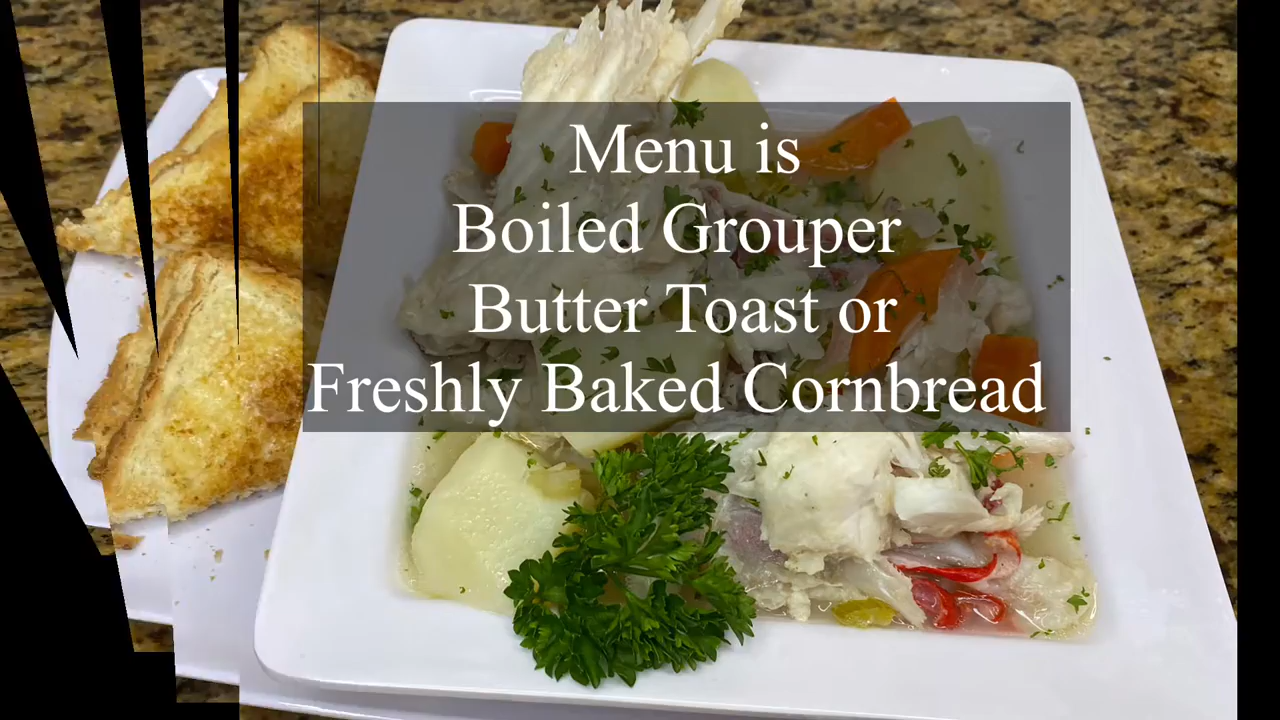 Menu is
Boiled Grouper
Butter Toast or
Freshly Baked Cornbread